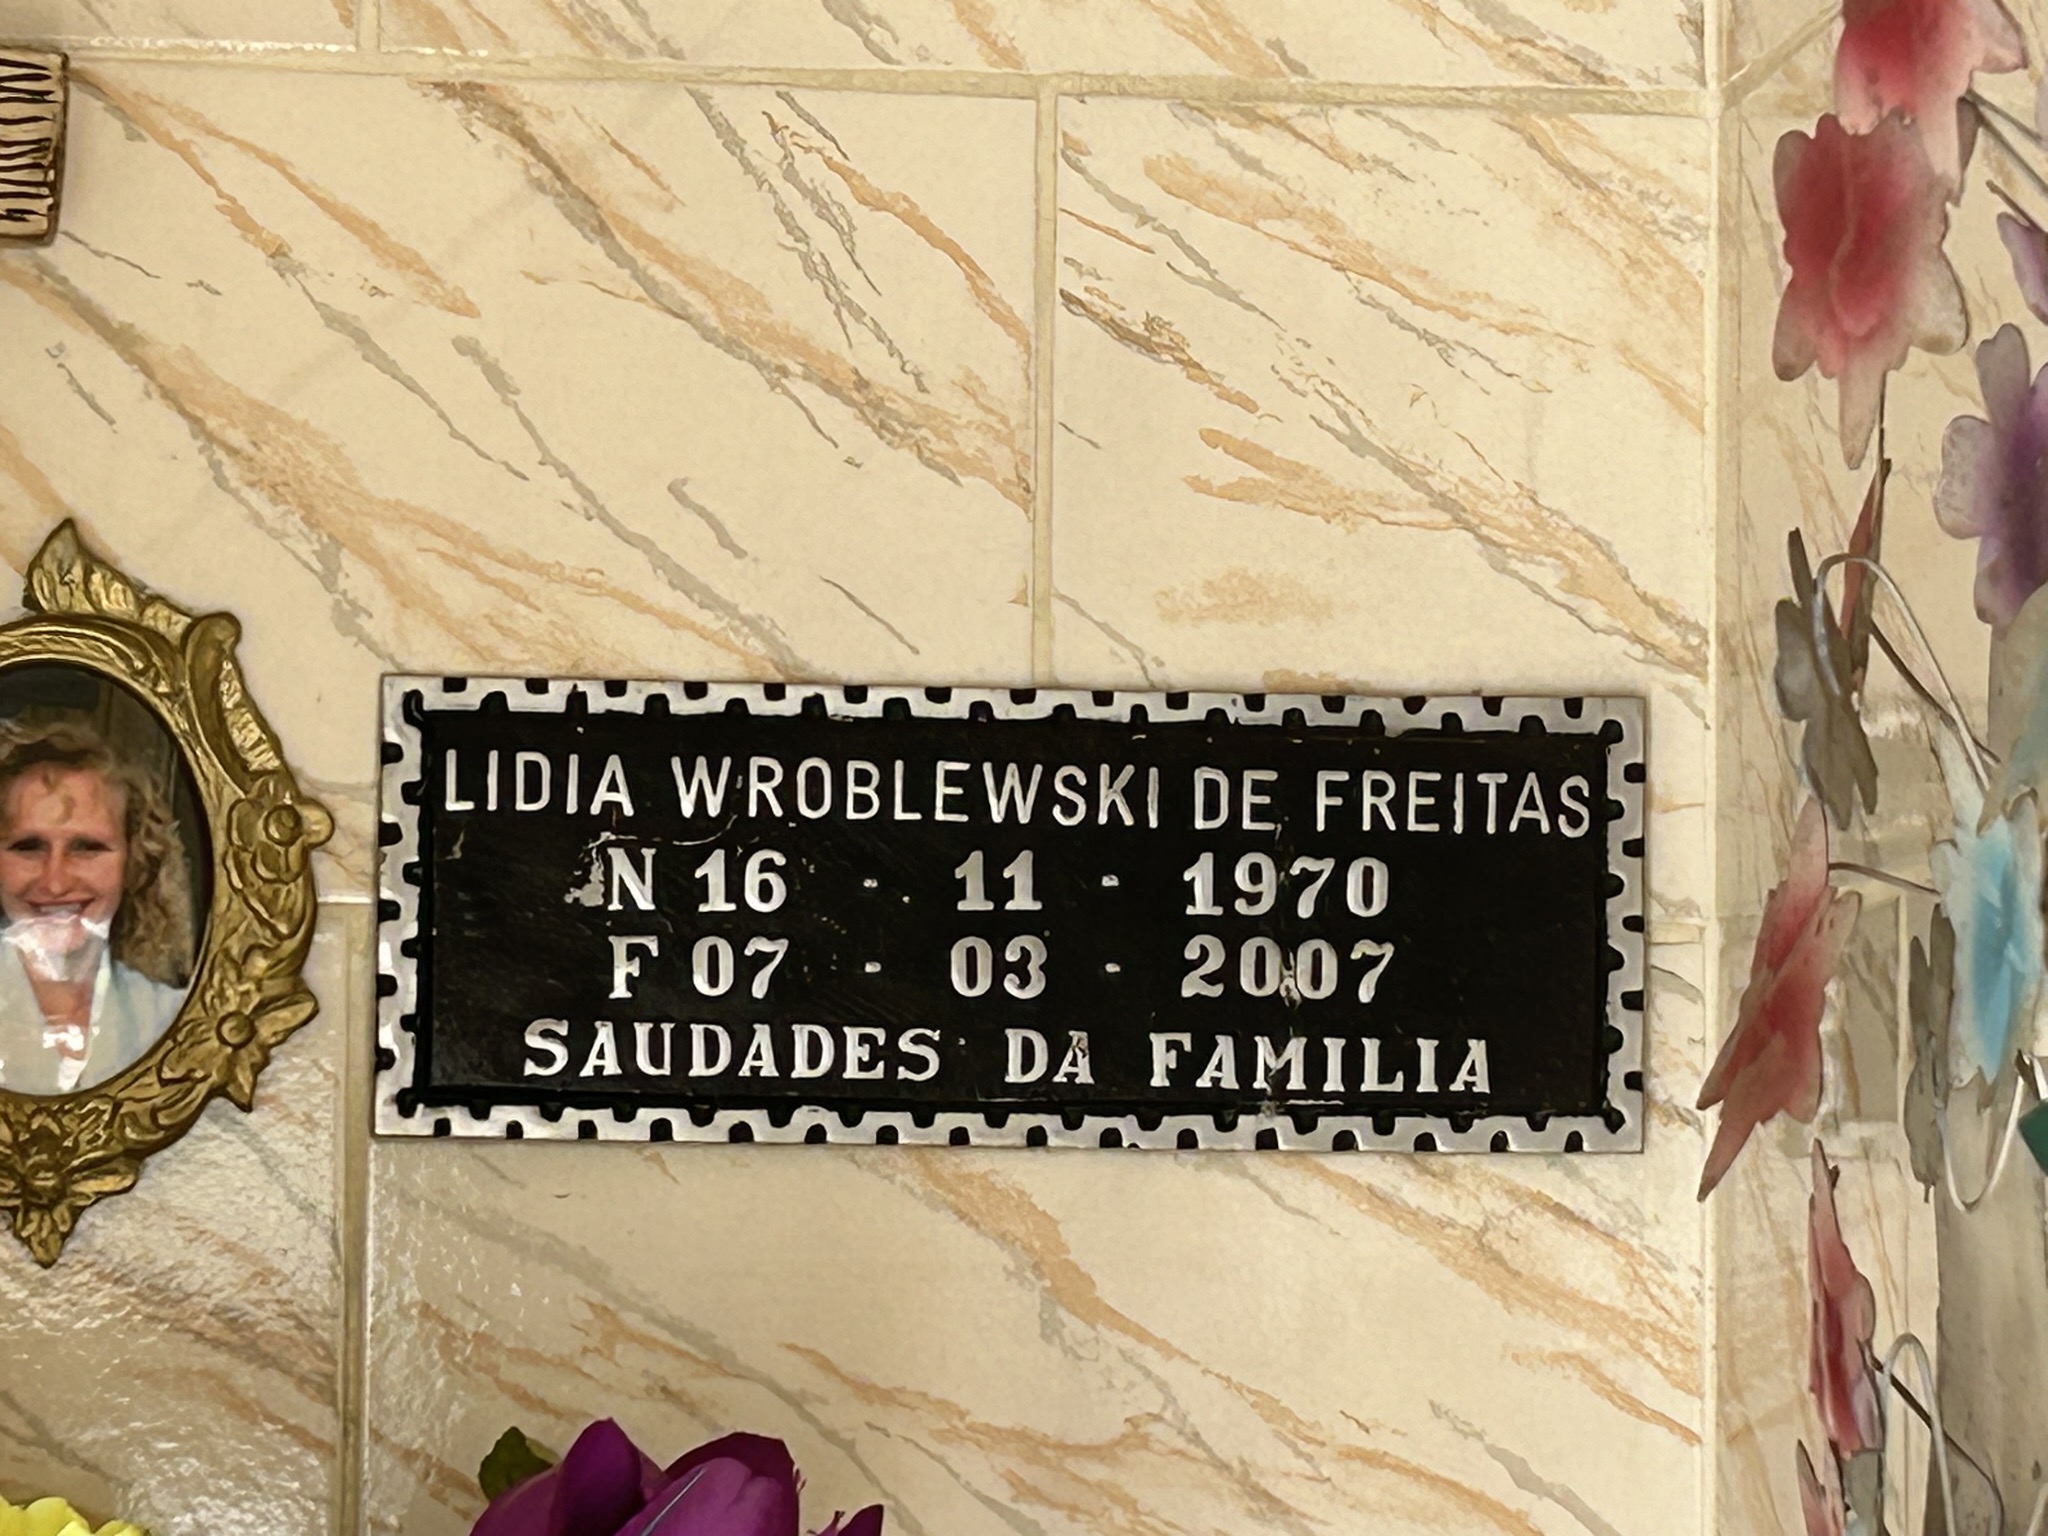 LIDIA WROBLEWSKI DE FREITAS
N 16 - 11 - 1970
F 07 - 03 - 2007
SAUDADES DA FAMILIA